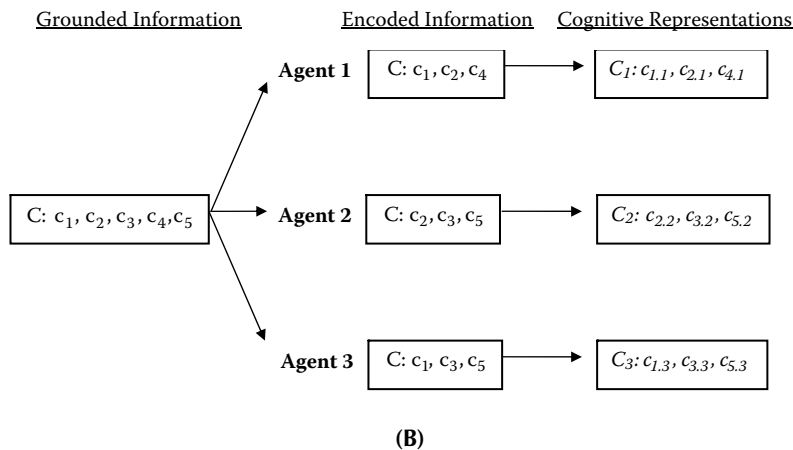 Grounded Information Encoded Information Cognitive Representations
Agent 1 C: c₁, c₂, c₄ C₁: c₁.₁, c₂.₁, c₄.₁
C: c₁, c₂, c₃, c₄,c₅ Agent 2 C: c₂, c₃, c₅ C₂: c₂.₂, c₃.₂, c₅.₂
Agent 3 C: c₁, c₃, c₅ C₃: c₁.₃, c₃.₃, c₅.₃
(B)